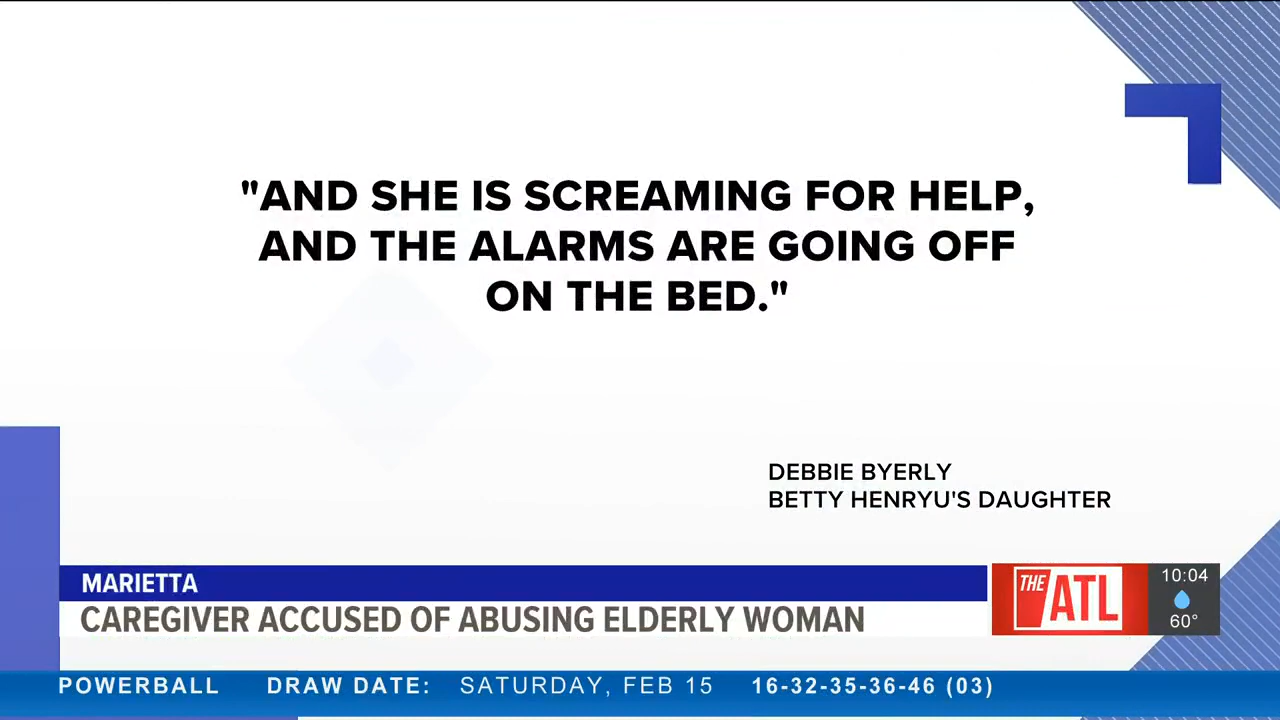 "AND SHE IS SCREAMING FOR HELP,
AND THE ALARMS ARE GOING OFF
ON THE BED."
DEBBIE BYERLY
BETTY HENRYU'S DAUGHTER
MARIETTA
CAREGIVER ACCUSED OF ABUSING ELDERLY WOMAN
THE ATL
10:04
60°
POWERBALL DRAW DATE: SATURDAY, FEB 15 16-32-35-36-46 (03)